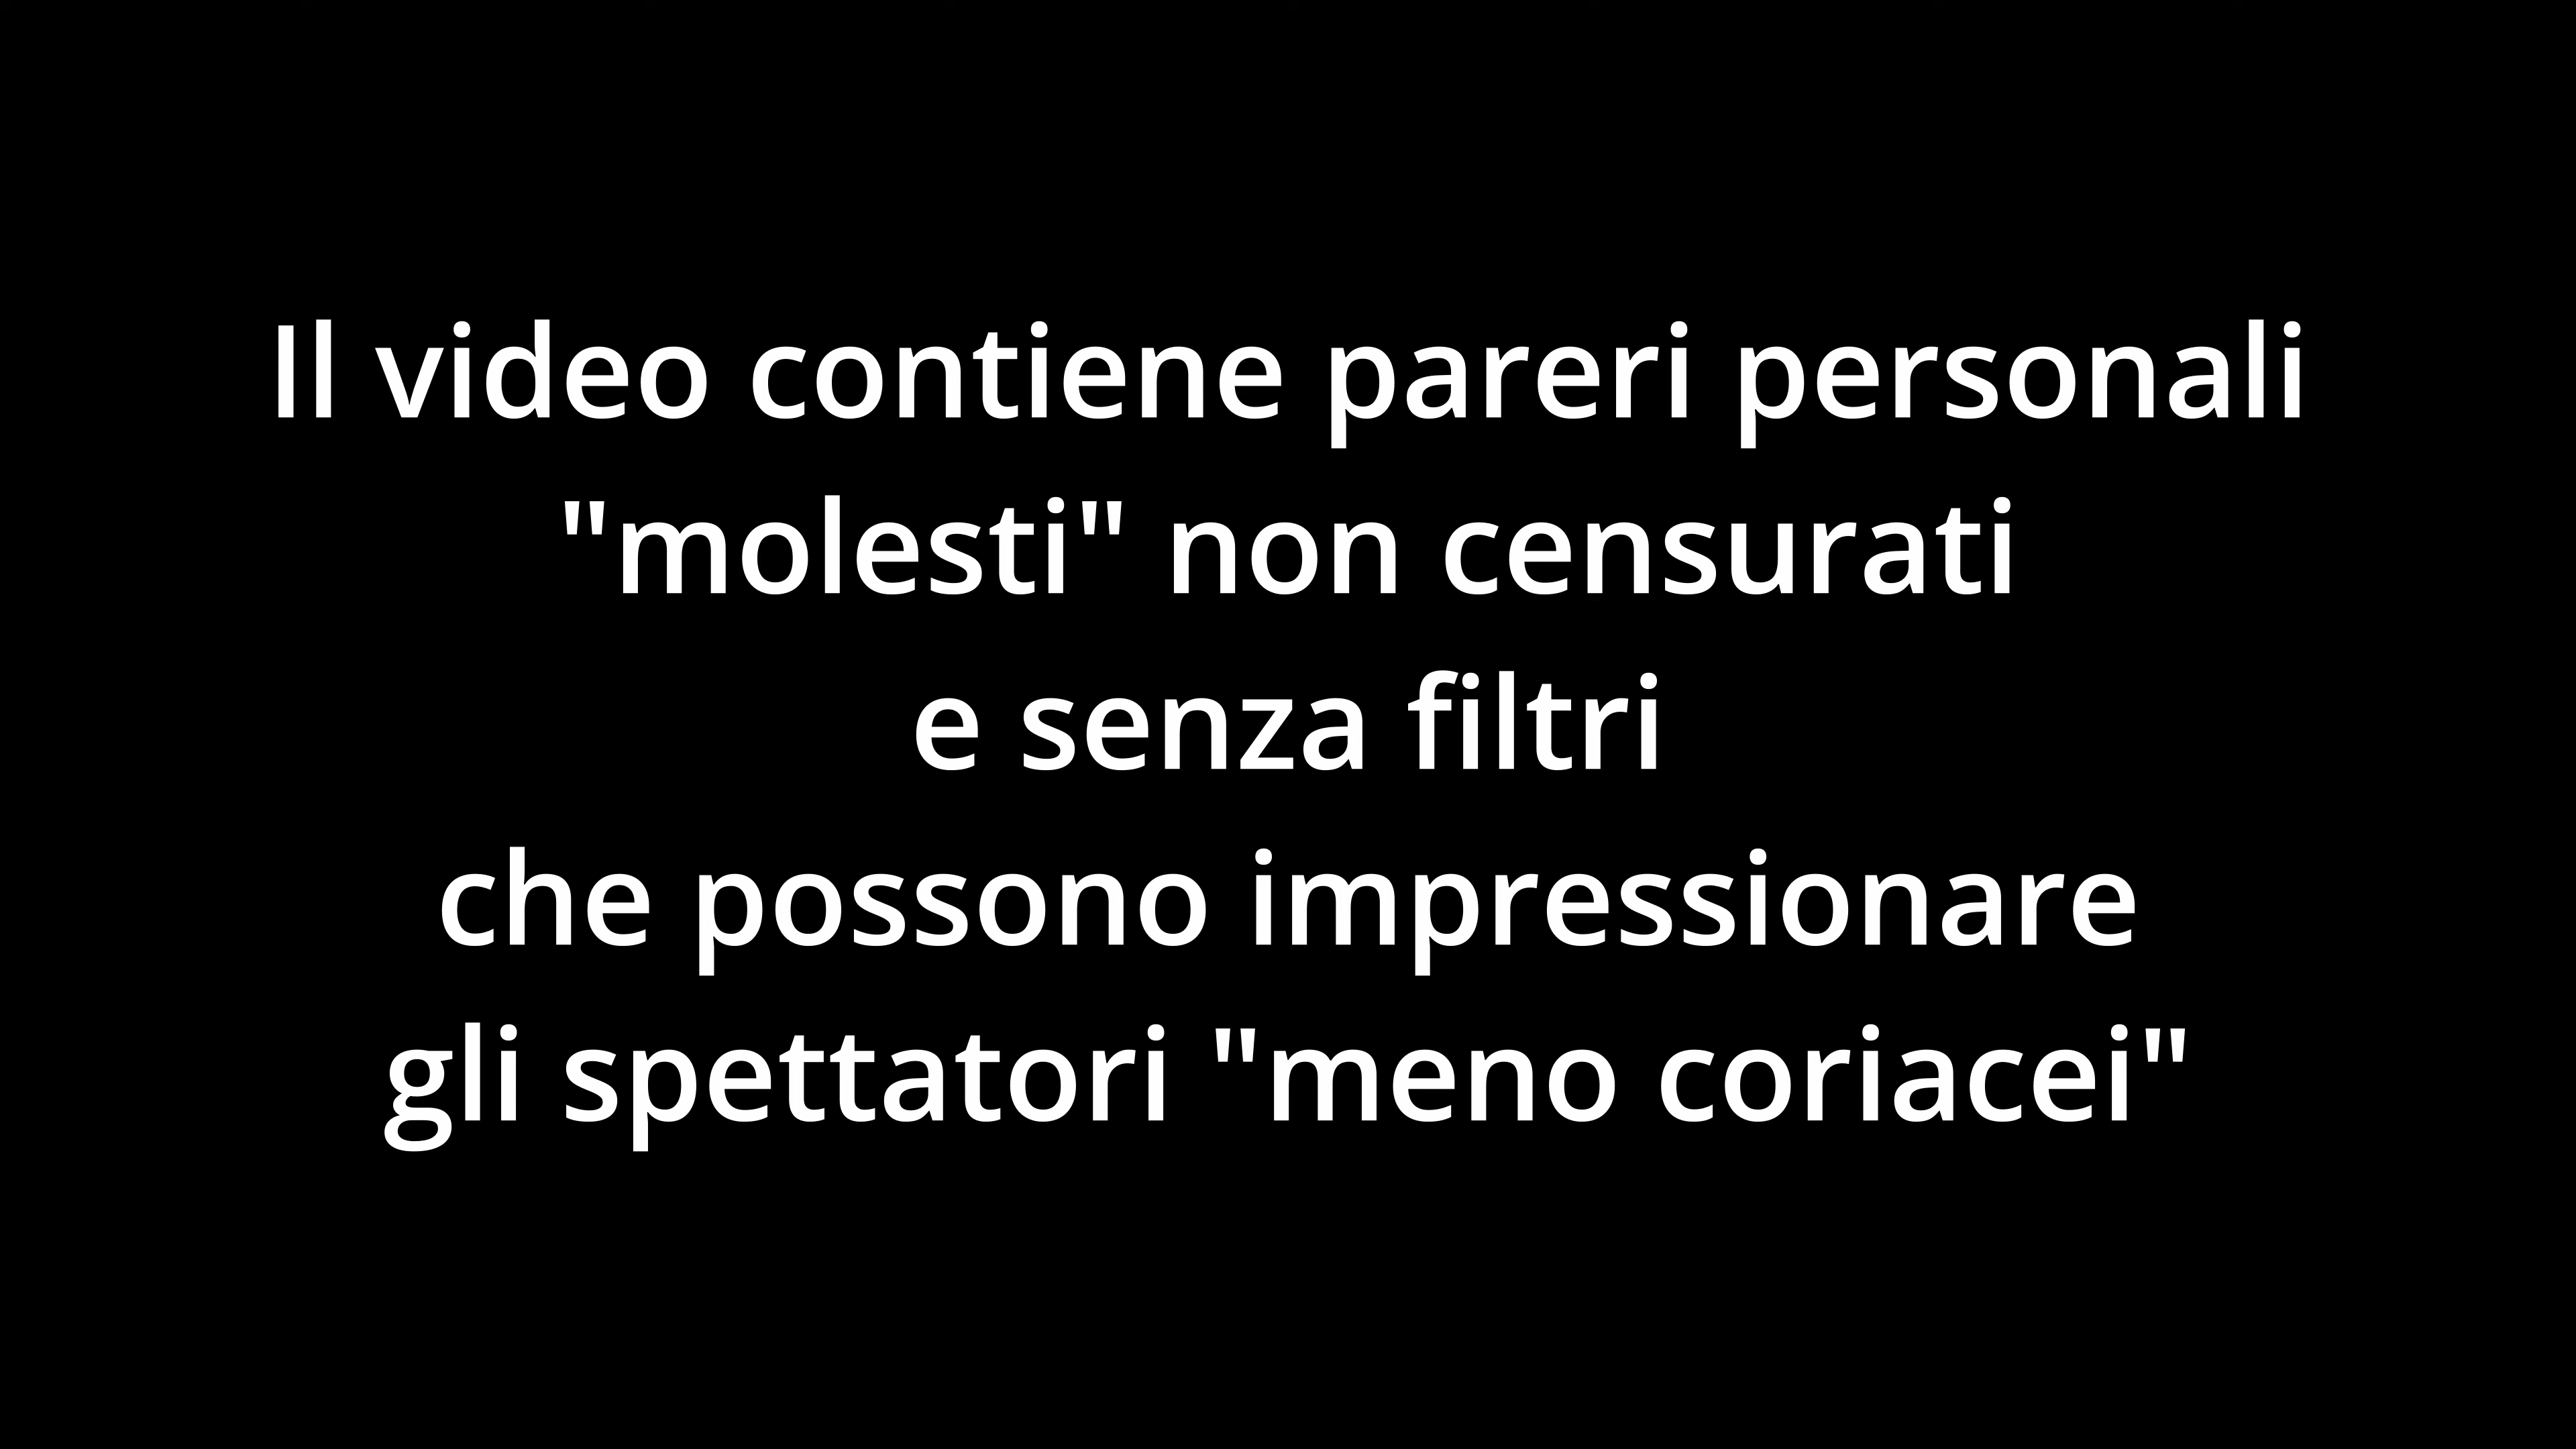 Il video contiene pareri personali
"molesti" non censurati
e senza filtri
che possono impressionare
gli spettatori "meno coriacei"